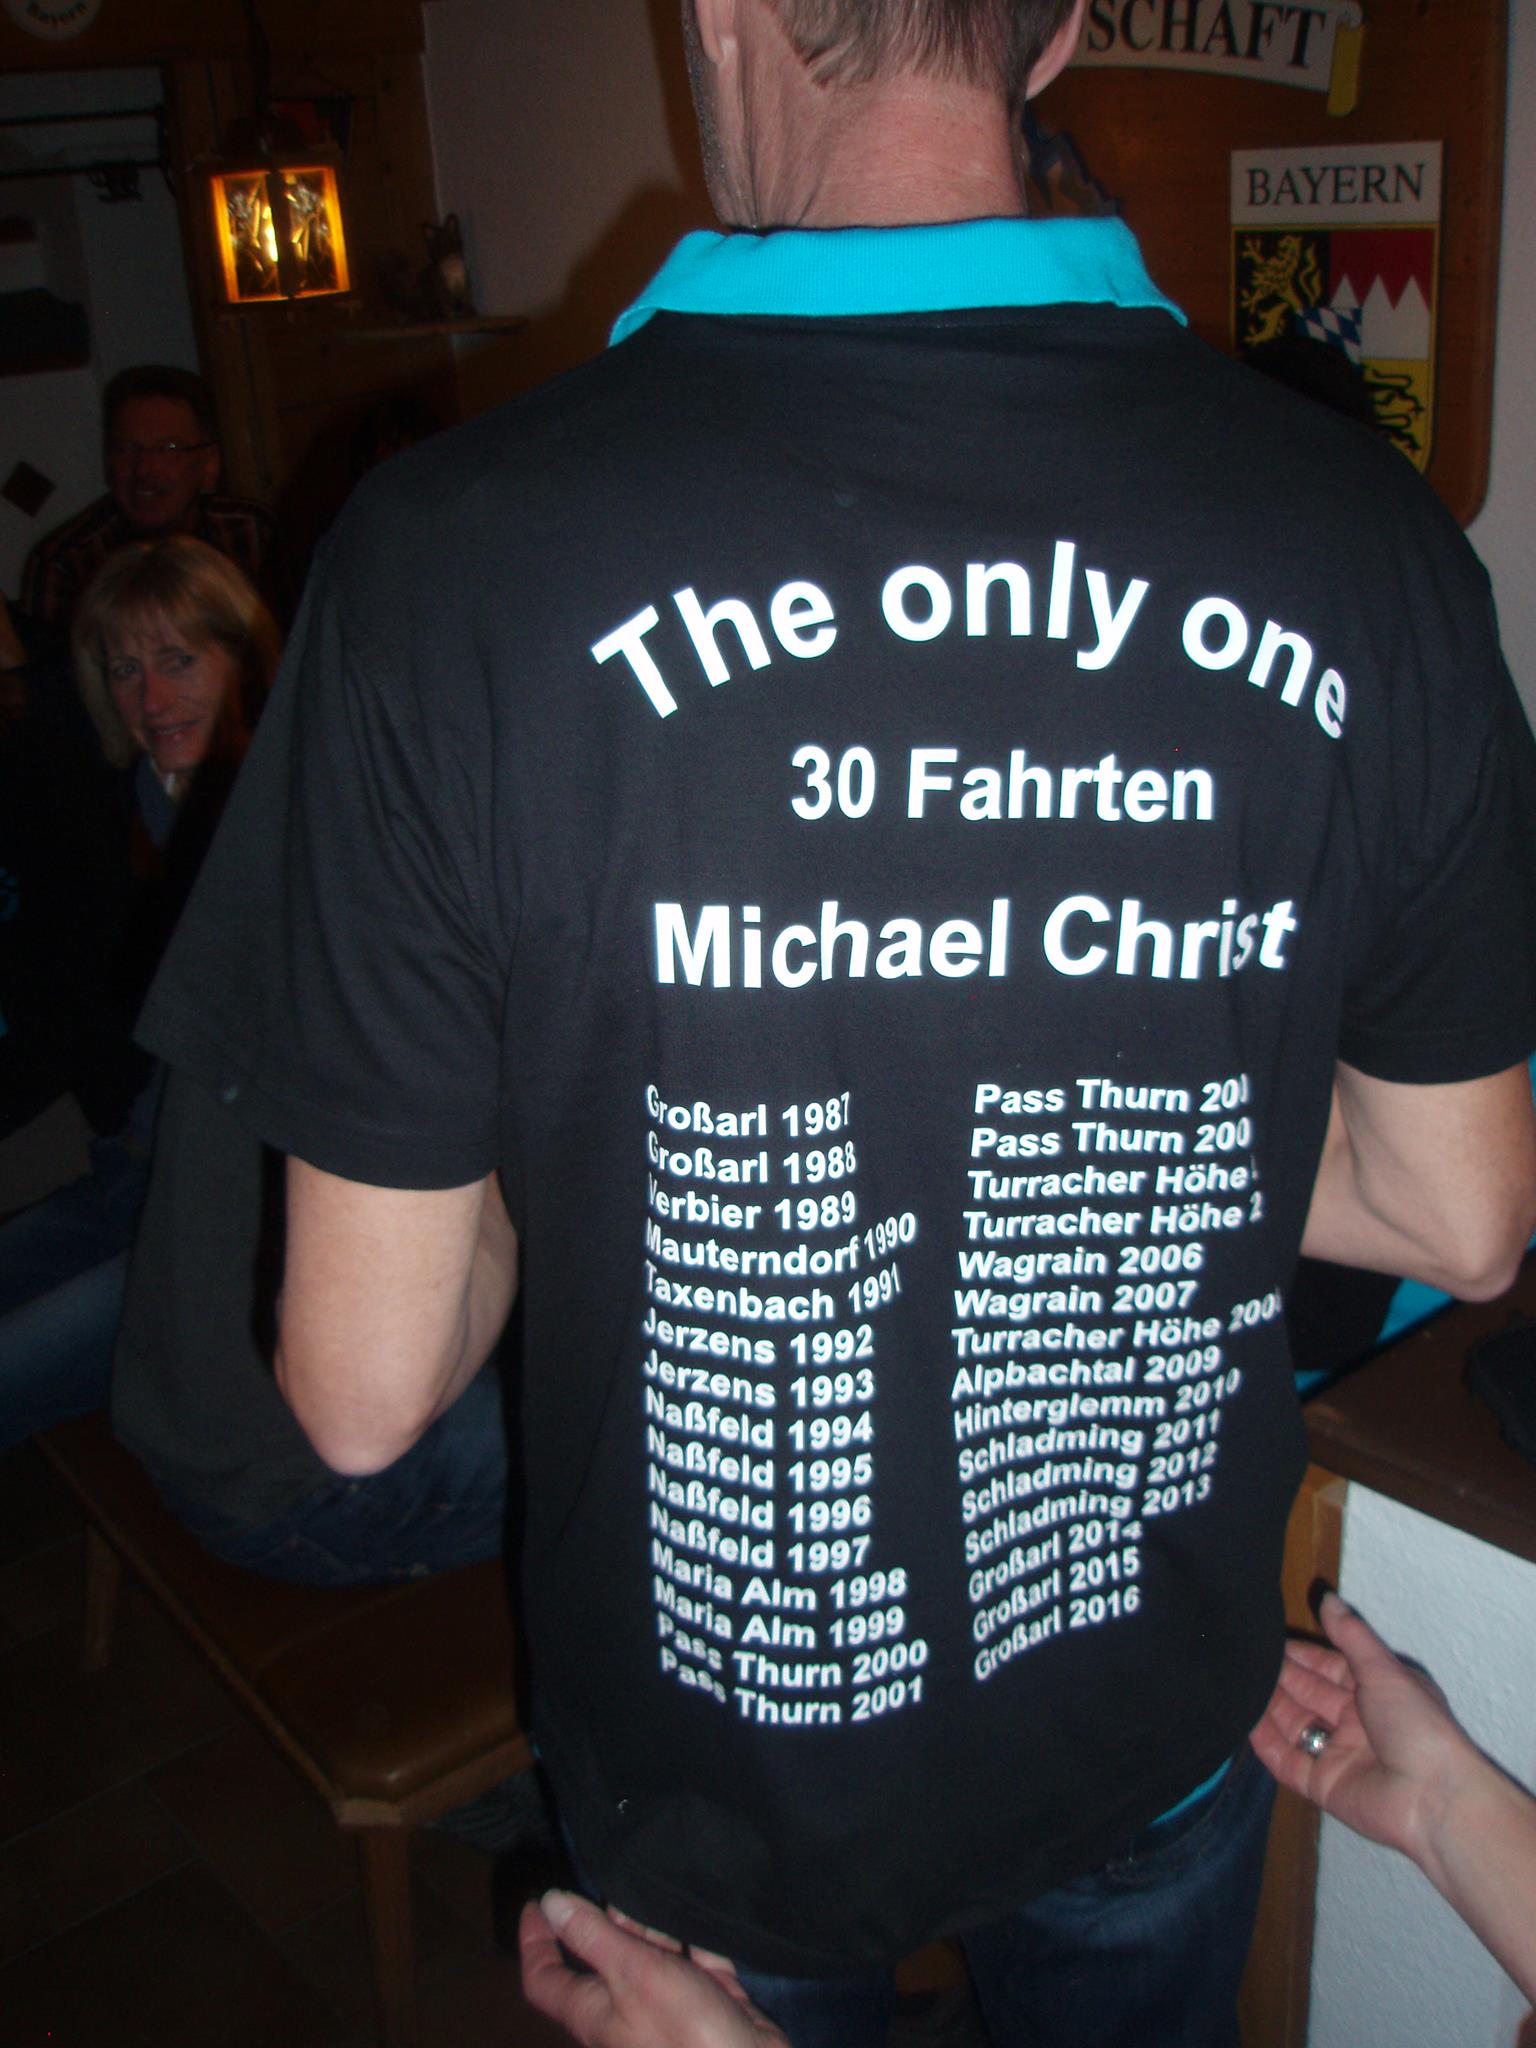 Bayern
SCHAFT
BAYERN
The only one
30 Fahrten
Michael Christ
Großarl 1987
Großarl 1988
Verbier 1989
Mauterndorf 1990
Taxenbach 1991
Jerzens 1992
Jerzens 1993
Naßfeld 1994
Naßfeld 1995
Naßfeld 1996
Naßfeld 1997
Maria Alm 1998
Maria Alm 1999
Pass Thurn 2000
Pass Thurn 2001
Pass Thurn
Pass Thurn
Turracher Höhe
Turracher Höhe
Wagrain 2006
Wagrain 2007
Turracher Höhe 2008
Alpbachtal 2009
Hinterglemm 2010
Schladming 2011
Schladming 2012
Schladming 2013
Großarl 2014
Großarl 2015
Großarl 2016